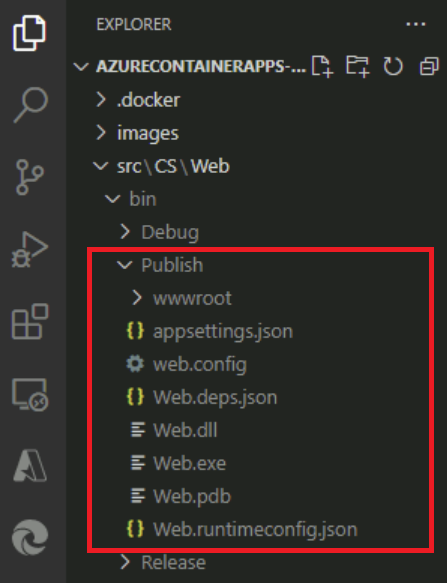 EXPLORER ...
AZURECONTAINERAPPS-...
.docker
images
src\CS\Web
bin
Debug
Publish
wwwroot
{} appsettings.json
web.config
{} Web.deps.json
Web.dll
Web.exe
Web.pdb
{} Web.runtimeconfig.json
Release